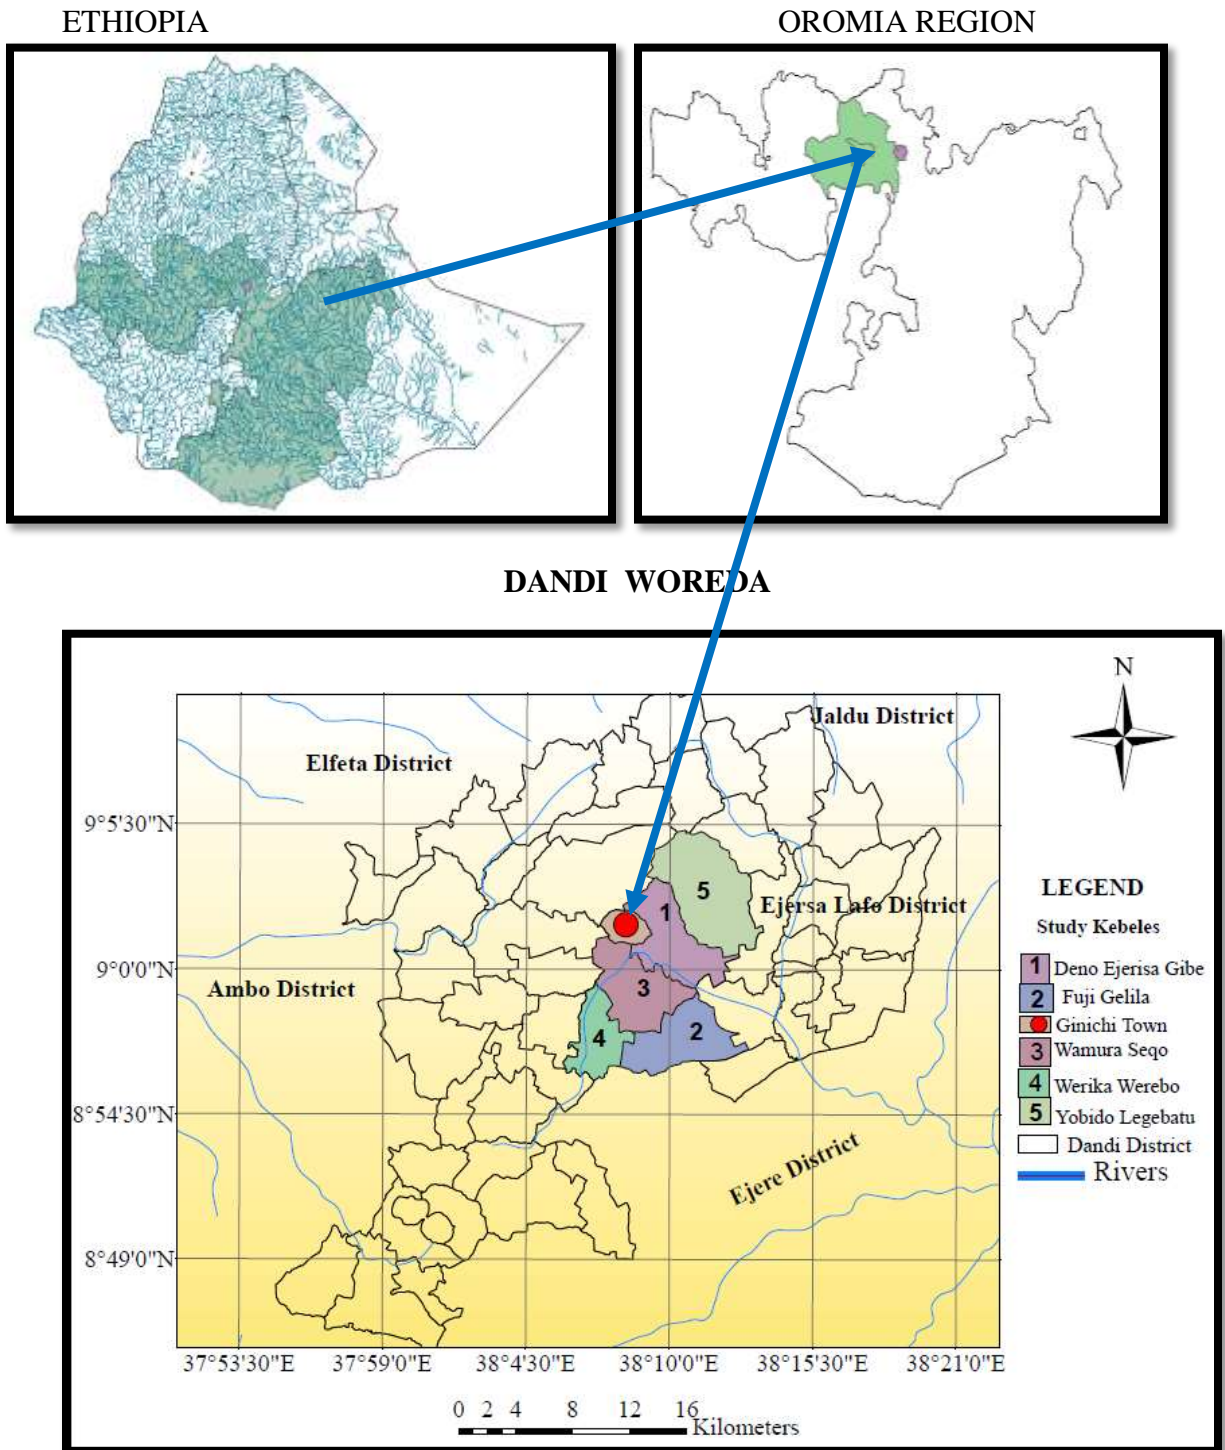 ETHIOPIA
OROMIA REGION
DANDI WOREDA
N
Jaldu District
Elfeta District
9°5'30"N
5
1
Ejersa Lafo District
9°0'0"N
Ambo District
3
2
4
8°54'30"N
Ejere District
8°49'0"N
37°53'30"E 37°59'0"E 38°4'30"E 38°10'0"E 38°15'30"E 38°21'0"E
0 2 4 8 12 16
Kilometers
LEGEND
Study Kebeles
1 Deno Ejerisa Gibe
2 Fuji Gelila
Ginichi Town
3 Wamura Seqo
4 Werika Werebo
5 Yobido Legebatu
Dandi District
Rivers